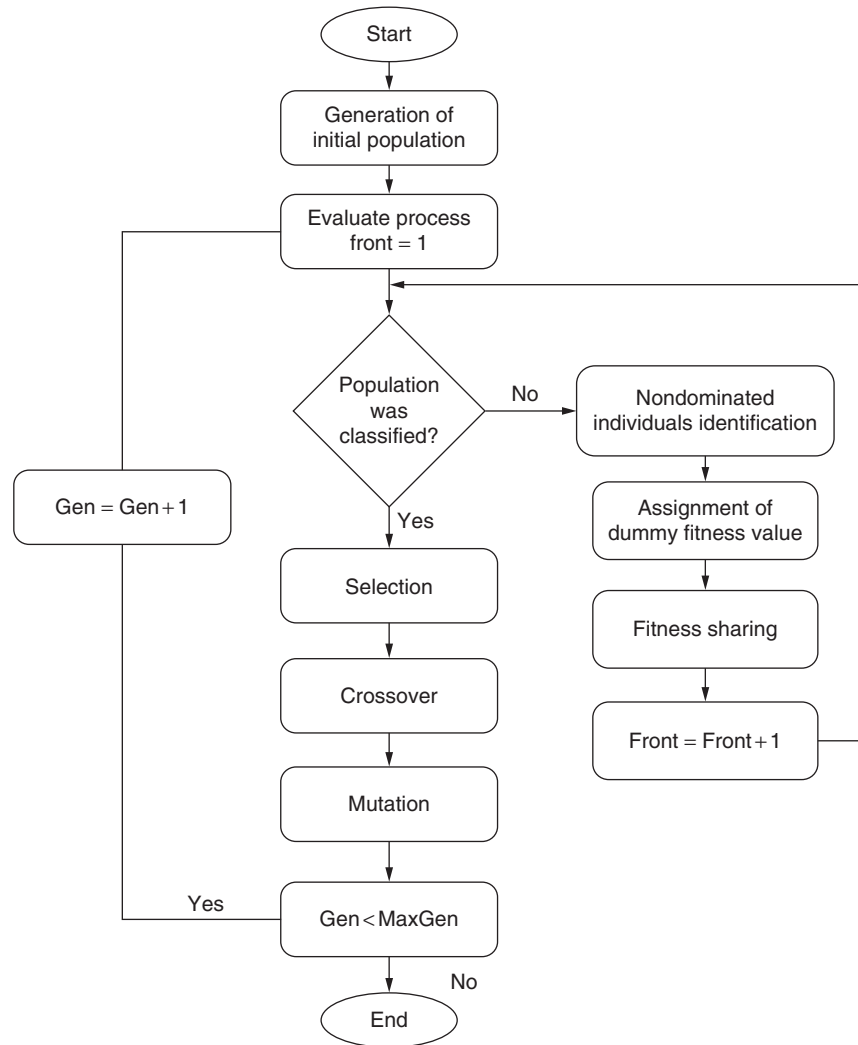 Start
Generation of
initial population
Evaluate process
front = 1
Population
was
classified?
No
Nondominated
individuals identification
Assignment of
dummy fitness value
Fitness sharing
Front = Front+1
Yes
Selection
Crossover
Mutation
Gen<MaxGen
Yes
Gen = Gen+1
No
End